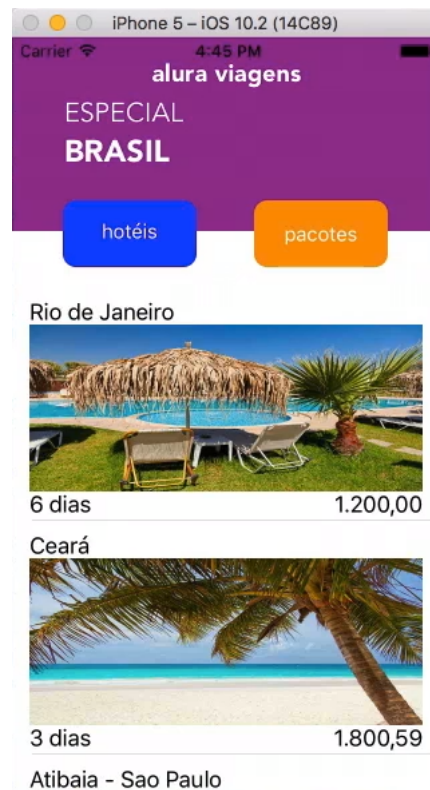 iPhone 5 – iOS 10.2 (14C89)
Carrier 4:45 PM
alura viagens
ESPECIAL
BRASIL
hotéis pacotes
Rio de Janeiro
6 dias 1.200,00
Ceará
3 dias 1.800,59
Atibaia - Sao Paulo